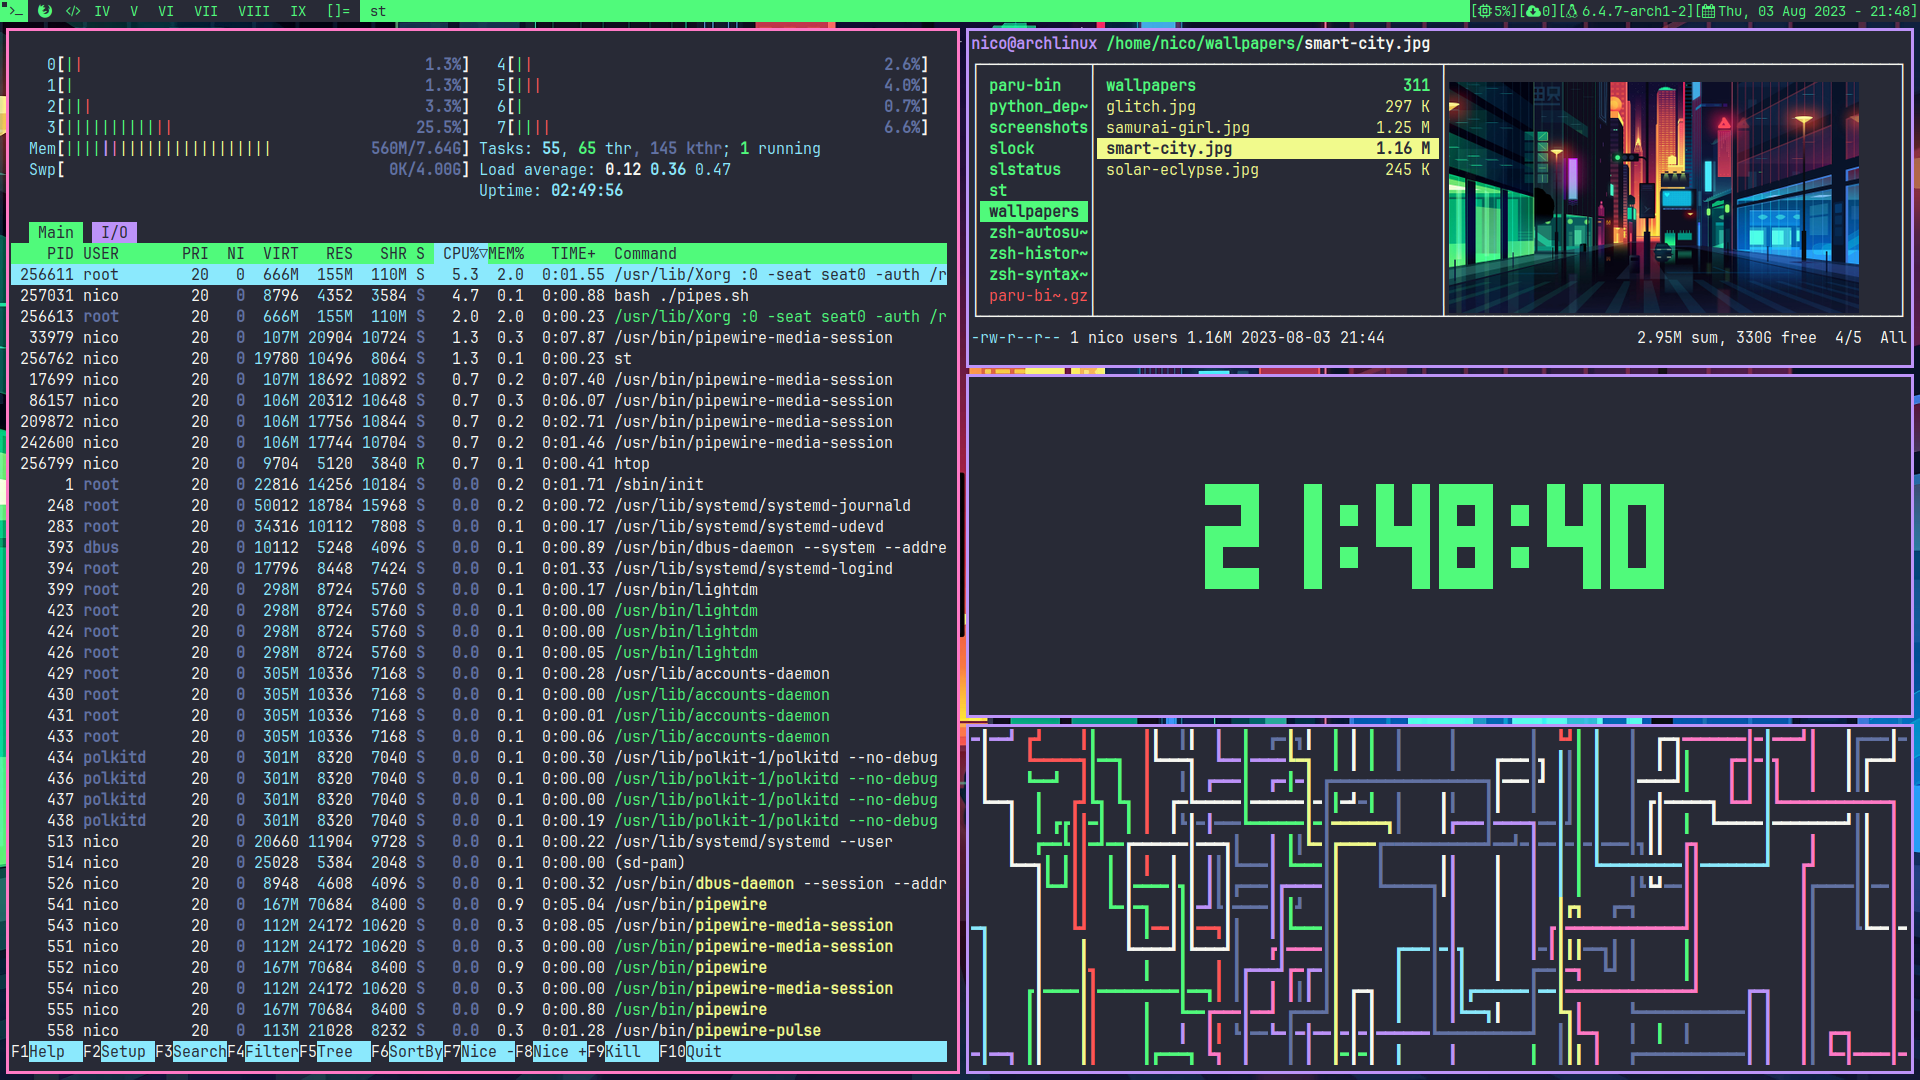 >_ </> IV V VI VII VIII IX []= st [5%][0][6.4.7-arch1-2][Thu, 03 Aug 2023 - 21:48]
0[|| 1.3%] 4[|| 2.6%]
1[| 1.3%] 5[||| 4.0%]
2[||| 3.3%] 6[| 0.7%]
3[|||||||||||| 25.5%] 7[|||| 6.6%]
Mem[||||||||||||||||||||||| 560M/7.64G] Tasks: 55, 65 thr, 145 kthr; 1 running
Swp[ 0K/4.00G] Load average: 0.12 0.36 0.47
Uptime: 02:49:56
Main I/O
PID USER PRI NI VIRT RES SHR S CPU%▽MEM% TIME+ Command
256611 root 20 0 666M 155M 110M S 5.3 2.0 0:01.55 /usr/lib/Xorg :0 -seat seat0 -auth /r
257031 nico 20 0 8796 4352 3584 S 4.7 0.1 0:00.88 bash ./pipes.sh
256613 root 20 0 666M 155M 110M S 2.0 2.0 0:00.23 /usr/lib/Xorg :0 -seat seat0 -auth /r
33979 nico 20 0 107M 20904 10724 S 1.3 0.3 0:07.87 /usr/bin/pipewire-media-session
256762 nico 20 0 19780 10496 8064 S 1.3 0.1 0:00.23 st
17699 nico 20 0 107M 18692 10892 S 0.7 0.2 0:07.40 /usr/bin/pipewire-media-session
86157 nico 20 0 106M 20312 10648 S 0.7 0.3 0:06.07 /usr/bin/pipewire-media-session
209872 nico 20 0 106M 17756 10844 S 0.7 0.2 0:02.71 /usr/bin/pipewire-media-session
242600 nico 20 0 106M 17744 10704 S 0.7 0.2 0:01.46 /usr/bin/pipewire-media-session
256799 nico 20 0 9704 5120 3840 R 0.7 0.1 0:00.41 htop
1 root 20 0 22816 14256 10184 S 0.0 0.2 0:01.71 /sbin/init
248 root 20 0 50012 18784 15968 S 0.0 0.2 0:00.72 /usr/lib/systemd/systemd-journald
283 root 20 0 34316 10112 7808 S 0.0 0.1 0:00.17 /usr/lib/systemd/systemd-udevd
393 dbus 20 0 10112 5248 4096 S 0.0 0.1 0:00.89 /usr/bin/dbus-daemon --system --addre
394 root 20 0 17796 8448 7424 S 0.0 0.1 0:01.33 /usr/lib/systemd/systemd-logind
399 root 20 0 298M 8724 5760 S 0.0 0.1 0:00.17 /usr/bin/lightdm
423 root 20 0 298M 8724 5760 S 0.0 0.1 0:00.00 /usr/bin/lightdm
424 root 20 0 298M 8724 5760 S 0.0 0.1 0:00.00 /usr/bin/lightdm
426 root 20 0 298M 8724 5760 S 0.0 0.1 0:00.05 /usr/bin/lightdm
429 root 20 0 305M 10336 7168 S 0.0 0.1 0:00.28 /usr/lib/accounts-daemon
430 root 20 0 305M 10336 7168 S 0.0 0.1 0:00.00 /usr/lib/accounts-daemon
431 root 20 0 305M 10336 7168 S 0.0 0.1 0:00.01 /usr/lib/accounts-daemon
433 root 20 0 305M 10336 7168 S 0.0 0.1 0:00.06 /usr/lib/accounts-daemon
434 polkitd 20 0 301M 8320 7040 S 0.0 0.1 0:00.30 /usr/lib/polkit-1/polkitd --no-debug
436 polkitd 20 0 301M 8320 7040 S 0.0 0.1 0:00.00 /usr/lib/polkit-1/polkitd --no-debug
437 polkitd 20 0 301M 8320 7040 S 0.0 0.1 0:00.00 /usr/lib/polkit-1/polkitd --no-debug
438 polkitd 20 0 301M 8320 7040 S 0.0 0.1 0:00.19 /usr/lib/polkit-1/polkitd --no-debug
513 nico 20 0 20660 11904 9728 S 0.0 0.1 0:00.22 /usr/lib/systemd/systemd --user
514 nico 20 0 25028 5384 2048 S 0.0 0.1 0:00.00 (sd-pam)
526 nico 20 0 8948 4608 4096 S 0.0 0.1 0:00.32 /usr/bin/dbus-daemon --session --addr
541 nico 20 0 167M 70684 8400 S 0.0 0.9 0:05.04 /usr/bin/pipewire
543 nico 20 0 112M 24172 10620 S 0.0 0.3 0:08.05 /usr/bin/pipewire-media-session
551 nico 20 0 112M 24172 10620 S 0.0 0.3 0:00.00 /usr/bin/pipewire-media-session
552 nico 20 0 167M 70684 8400 S 0.0 0.9 0:00.00 /usr/bin/pipewire
554 nico 20 0 112M 24172 10620 S 0.0 0.3 0:00.00 /usr/bin/pipewire-media-session
555 nico 20 0 167M 70684 8400 S 0.0 0.9 0:00.80 /usr/bin/pipewire
558 nico 20 0 113M 21028 8232 S 0.0 0.3 0:01.28 /usr/bin/pipewire-pulse
F1Help F2Setup F3SearchF4FilterF5Tree F6SortByF7Nice -F8Nice +F9Kill F10Quit
nico@archlinux /home/nico/wallpapers/smart-city.jpg
paru-bin wallpapers 311
python_dep~ glitch.jpg 297 K
screenshots samurai-girl.jpg 1.25 M
slock smart-city.jpg 1.16 M
slstatus solar-eclypse.jpg 245 K
st
wallpapers
zsh-autosu~
zsh-histor~
zsh-syntax~
paru-bi~.gz
-rw-r--r-- 1 nico users 1.16M 2023-08-03 21:44 2.95M sum, 330G free 4/5 All
21:48:40